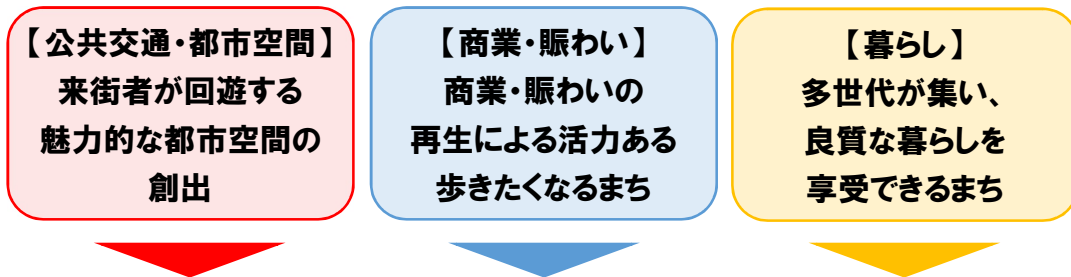 【公共交通・都市空間】
来街者が回遊する
魅力的な都市空間の
創出
【商業・賑わい】
商業・賑わいの
再生による活力ある
歩きたくなるまち
【暮らし】
多世代が集い、
良質な暮らしを
享受できるまち